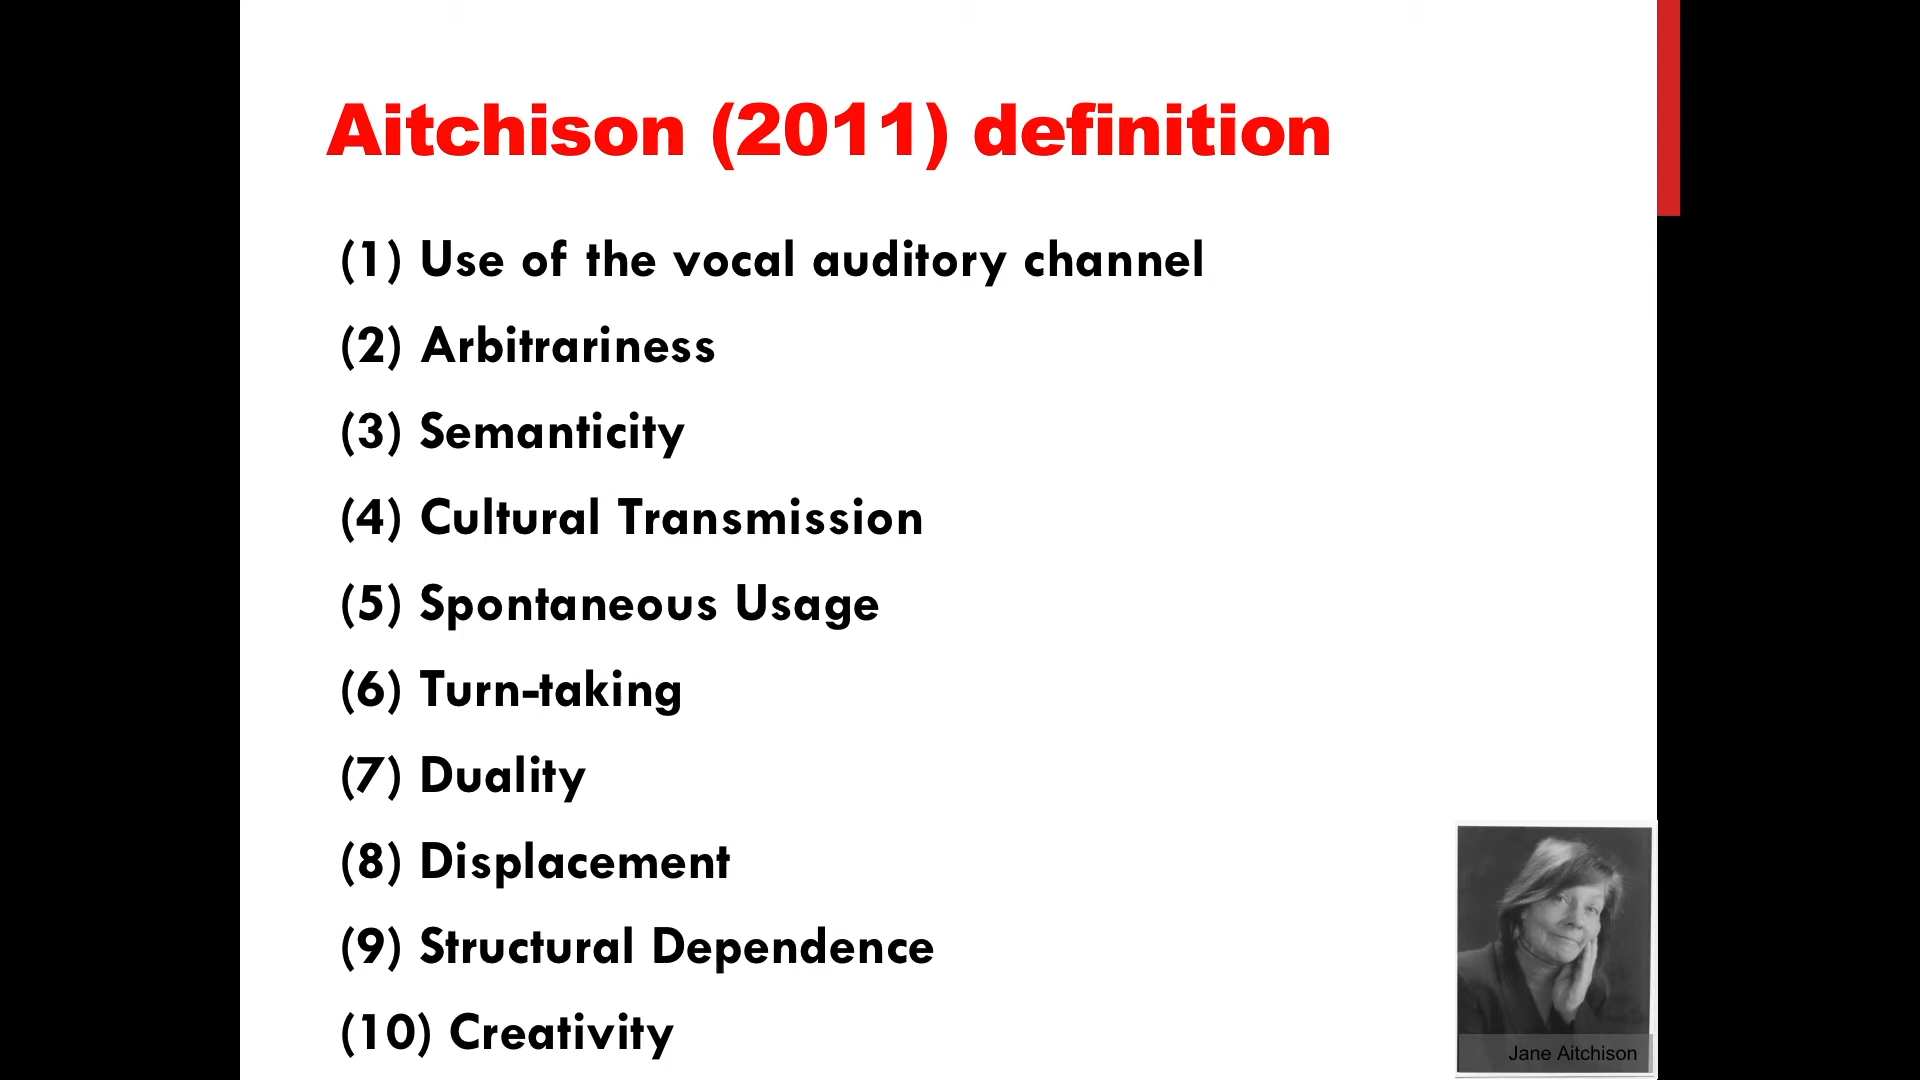 Aitchison (2011) definition
(1) Use of the vocal auditory channel
(2) Arbitrariness
(3) Semanticity
(4) Cultural Transmission
(5) Spontaneous Usage
(6) Turn-taking
(7) Duality
(8) Displacement
(9) Structural Dependence
(10) Creativity
Jane Aitchison